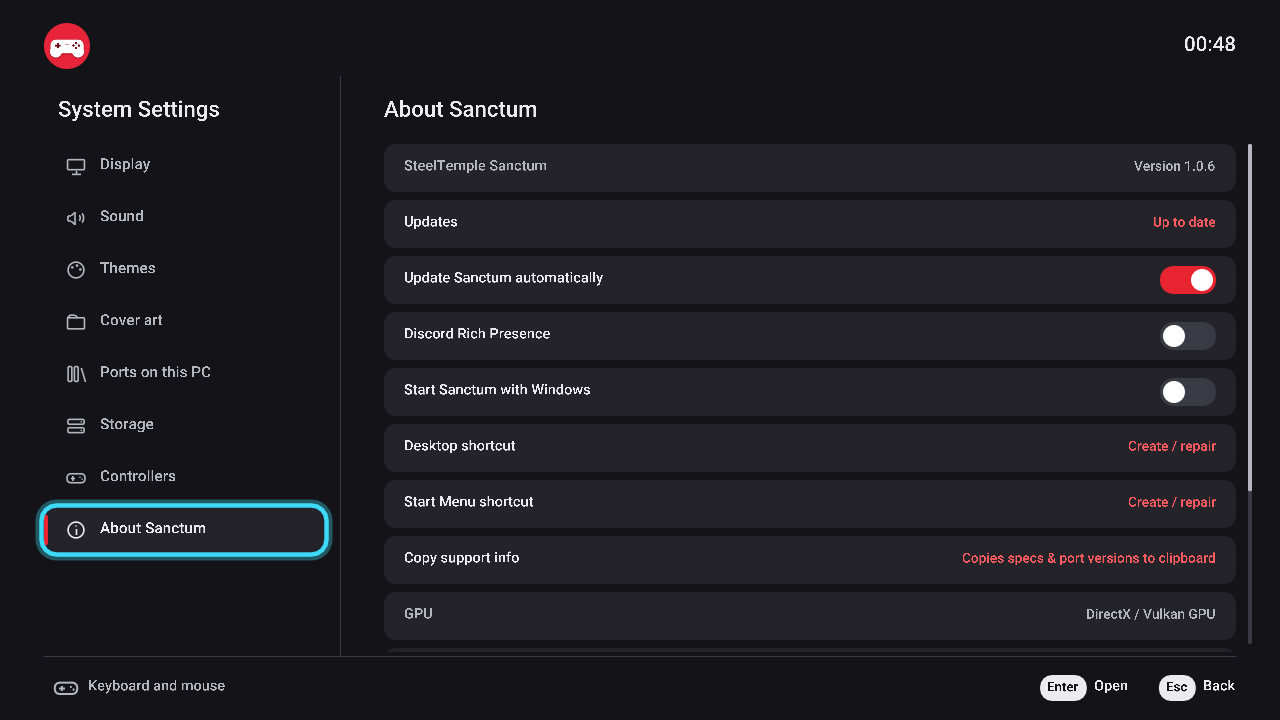 00:48
System Settings
Display
Sound
Themes
Cover art
Ports on this PC
Storage
Controllers
About Sanctum
About Sanctum
SteelTemple Sanctum Version 1.0.6
Updates Up to date
Update Sanctum automatically
Discord Rich Presence
Start Sanctum with Windows
Desktop shortcut Create / repair
Start Menu shortcut Create / repair
Copy support info Copies specs & port versions to clipboard
GPU DirectX / Vulkan GPU
Keyboard and mouse
Enter Open Esc Back